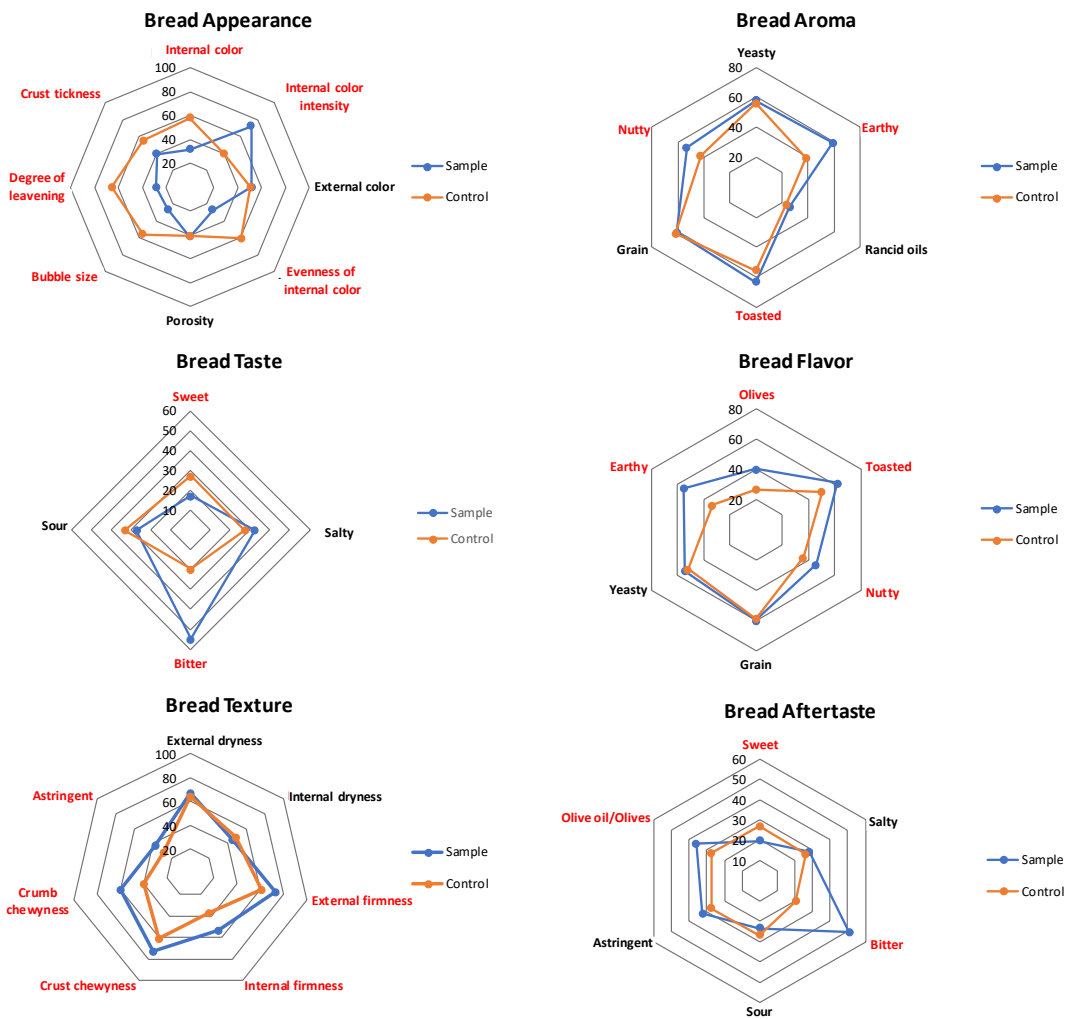 Bread Appearance
Internal color
100
80
60
40
20
Internal color
intensity
External color
Evenness of
internal color
Porosity
Bubble size
Degree of
leavening
Crust tickness
Sample
Control
Bread Aroma
Yeasty
80
60
40
20
Earthy
Rancid oils
Toasted
Grain
Nutty
Sample
Control
Bread Taste
Sweet
60
50
40
30
20
10
Salty
Bitter
Sour
Sample
Control
Bread Flavor
Olives
80
60
40
20
Toasted
Nutty
Grain
Yeasty
Earthy
Sample
Control
Bread Texture
External dryness
100
80
60
40
20
Internal dryness
External firmness
Internal firmness
Crust chewyness
Crumb
chewyness
Astringent
Sample
Control
Bread Aftertaste
Sweet
60
50
40
30
20
10
Salty
Bitter
Sour
Astringent
Olive oil/Olives
Sample
Control